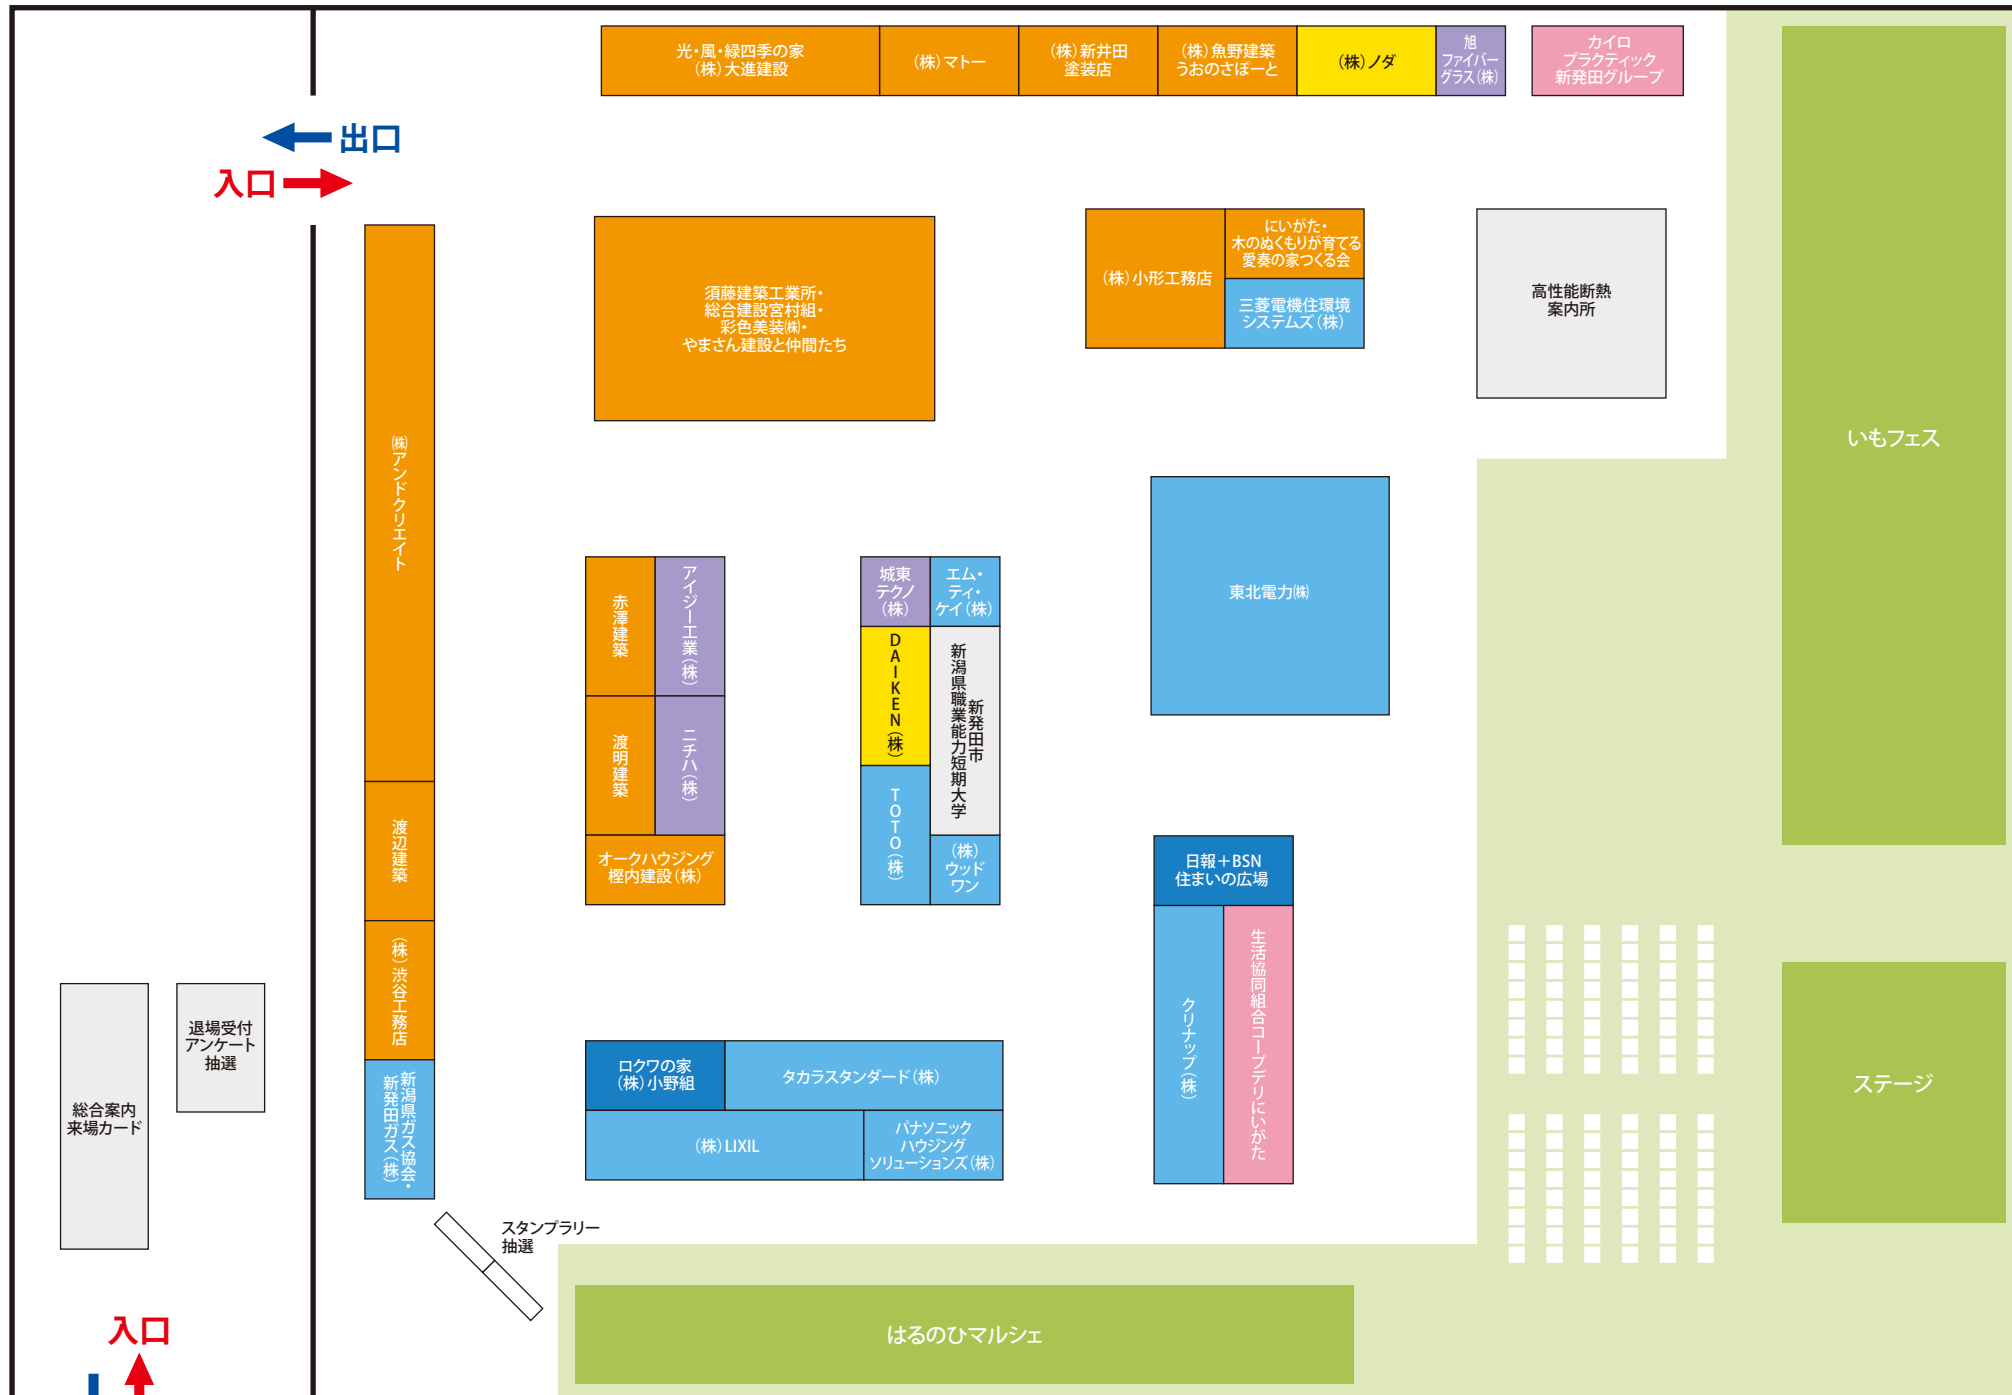 光・風・緑四季の家
(株)大進建設
(株)マトー
(株)新井田
塗装店
(株)魚野建築
うおのさぽーと
(株)ノダ
旭
ファイバー
グラス(株)
カイロ
プラクティック
新発田グループ
出口
入口
須藤建築工業所・
総合建設宮村組・
彩色美装㈱・
やまさん建設と仲間たち
(株)小形工務店
にいがた・
木のぬくもりが育てる
愛奏の家つくる会
三菱電機住環境
システムズ(株)
高性能断熱
案内所
いもフェス
㈱アンドクリエイト
渡辺建築
(株)渋谷工務店
新潟県ガス協会・
新発田ガス(株)
赤澤建築
アイジー工業(株)
渡明建築
ニチハ(株)
オークハウジング
樫内建設(株)
城東
テクノ
(株)
エム・
ティ・
ケイ(株)
DAIKEN(株)
新発田市
新潟県職業能力短期大学
TOTO(株)
(株)
ウッド
ワン
東北電力㈱
日報+BSN
住まいの広場
クリナップ(株)
生活協同組合コープデリにいがた
ロクワの家
(株)小野組
タカラスタンダード(株)
(株)LIXIL
パナソニック
ハウジング
ソリューションズ(株)
ステージ
退場受付
アンケート
抽選
総合案内
来場カード
スタンプラリー
抽選
はるのひマルシェ
入口